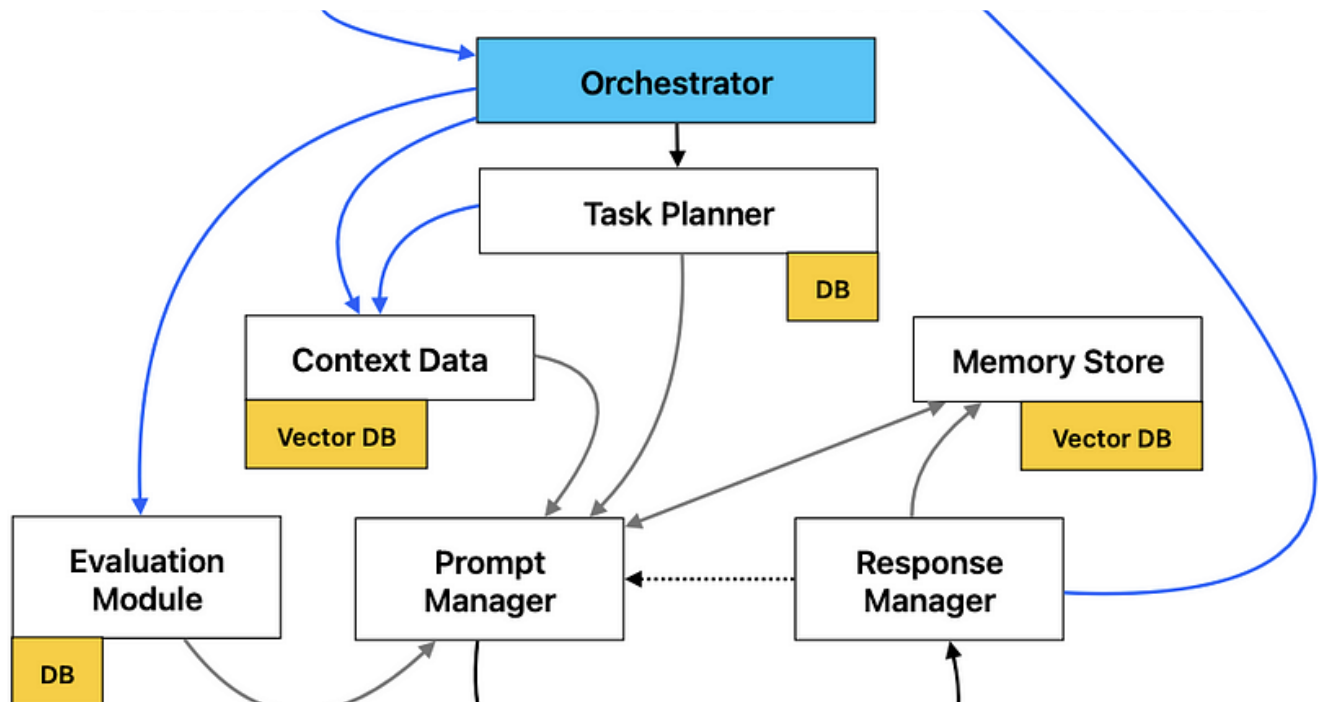 Orchestrator
Task Planner
DB
Context Data
Vector DB
Memory Store
Vector DB
Evaluation
Module
DB
Prompt
Manager
Response
Manager